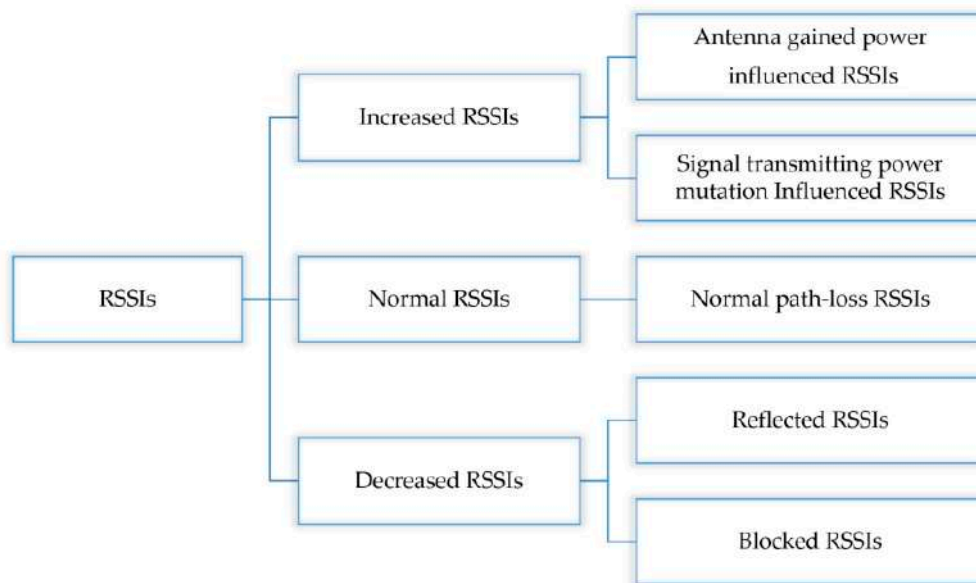 Antenna gained power
influenced RSSIs
Increased RSSIs
Signal transmitting power
mutation Influenced RSSIs
RSSIs
Normal RSSIs
Normal path-loss RSSIs
Reflected RSSIs
Decreased RSSIs
Blocked RSSIs